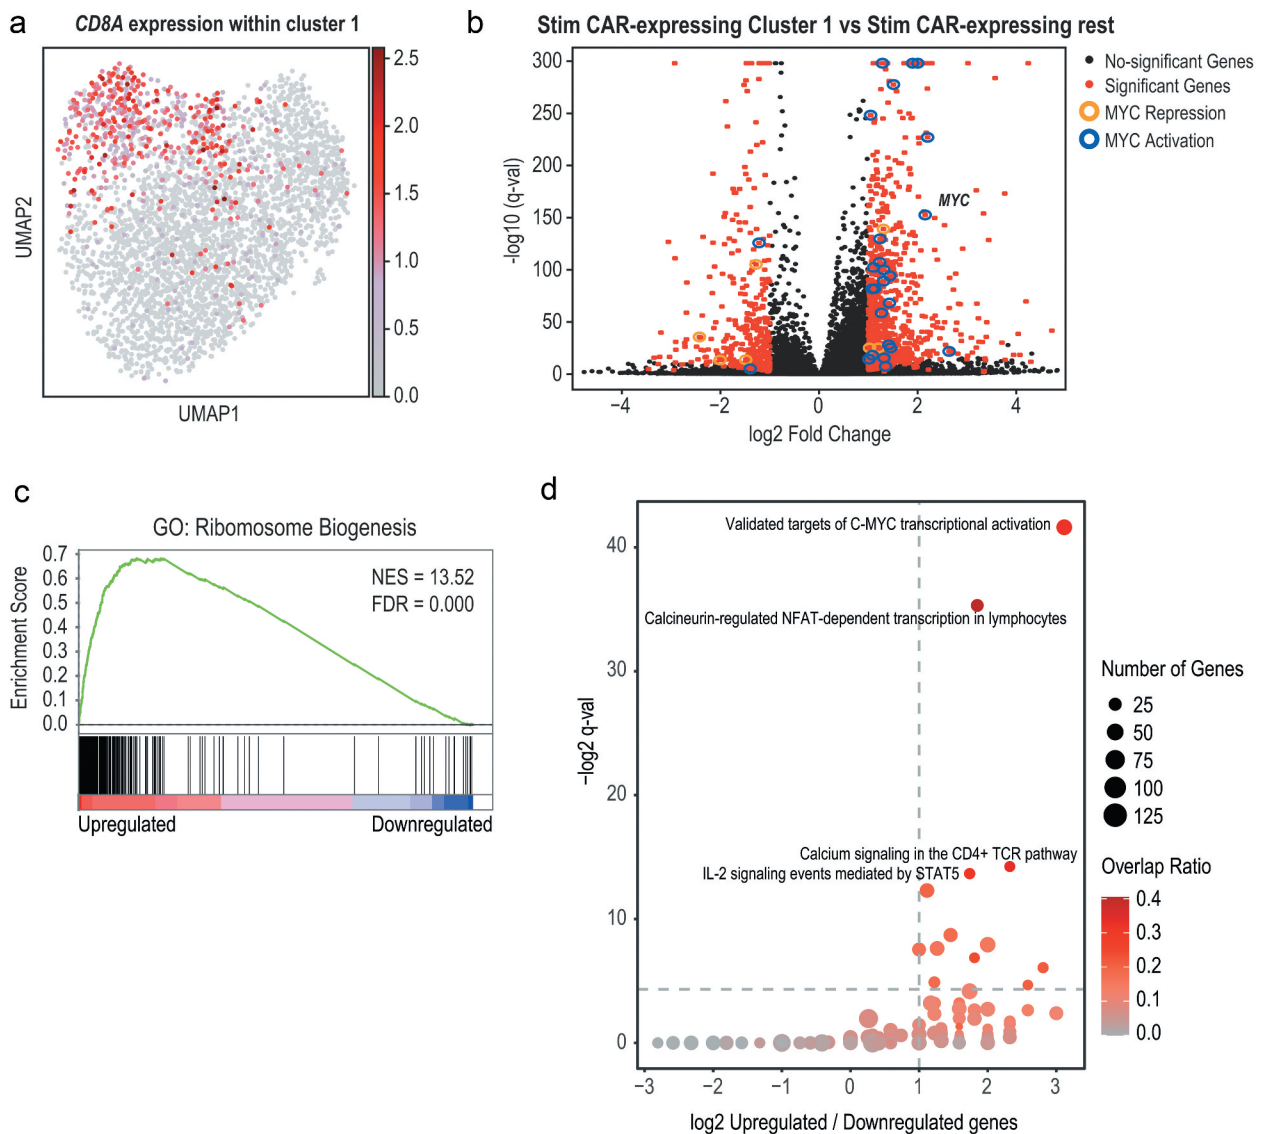 a
CD8A expression within cluster 1
2.5
2.0
1.5
1.0
0.5
0.0
UMAP2
UMAP1
b
Stim CAR-expressing Cluster 1 vs Stim CAR-expressing rest
300
250
200
150
100
50
0
-log10 (q-val)
MYC
−4
−2
0
2
4
log2 Fold Change
No-significant Genes
Significant Genes
MYC Repression
MYC Activation
c
GO: Ribomosome Biogenesis
0.7
0.6
0.5
0.4
0.3
0.2
0.1
0.0
Enrichment Score
NES = 13.52
FDR = 0.000
Upregulated
Downregulated
d
40
30
20
10
0
−log2 q-val
Validated targets of C-MYC transcriptional activation
Calcineurin-regulated NFAT-dependent transcription in lymphocytes
Calcium signaling in the CD4+ TCR pathway
IL-2 signaling events mediated by STAT5
−3
−2
−1
0
1
2
3
log2 Upregulated / Downregulated genes
Number of Genes
25
50
75
100
125
Overlap Ratio
0.4
0.3
0.2
0.1
0.0